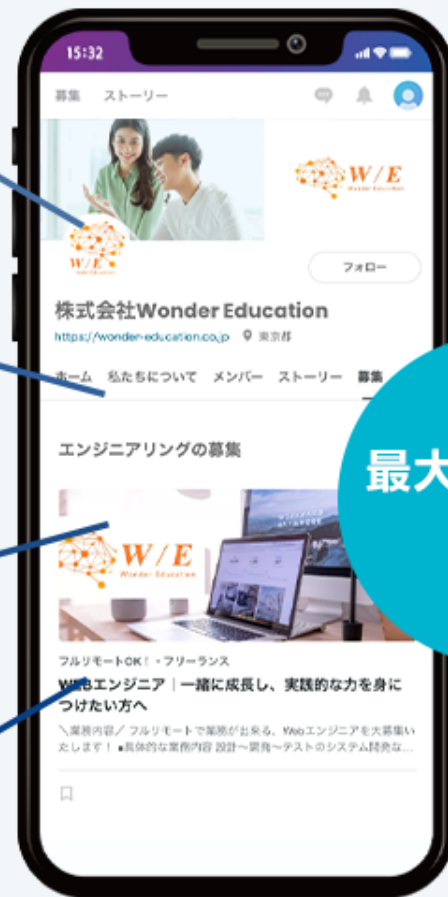 15:32
募集 ストーリー
W/E
Wonder Education
W/E
フォロー
株式会社Wonder Education
https://wonder-education.co.jp 東京都
ホーム 私たちについて メンバー ストーリー 募集
エンジニアリングの募集
最大
W/E
Wonder Education
フルリモートOK!・フリーランス
WEBエンジニア|一緒に成長し、実践的な力を身に
つけたい方へ
\業務内容/ フルリモートで業務が出来る、Webエンジニアを大募集い
たします! ■具体的な業務内容 設計〜開発〜テストのシステム開発な...